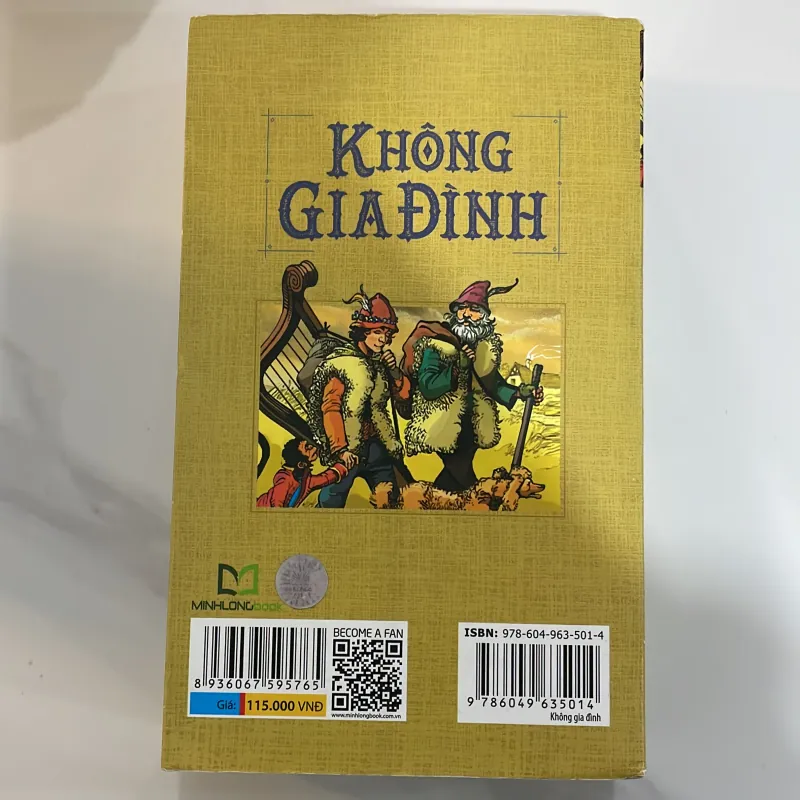 KHÔNG
GIA ĐÌNH
MINHLONGbook
BECOME A FAN
8 936067 595765
Giá: 115.000 VNĐ
www.minhlongbook.com.vn
ISBN: 978-604-963-501-4
9 786049 635014
Không gia đình